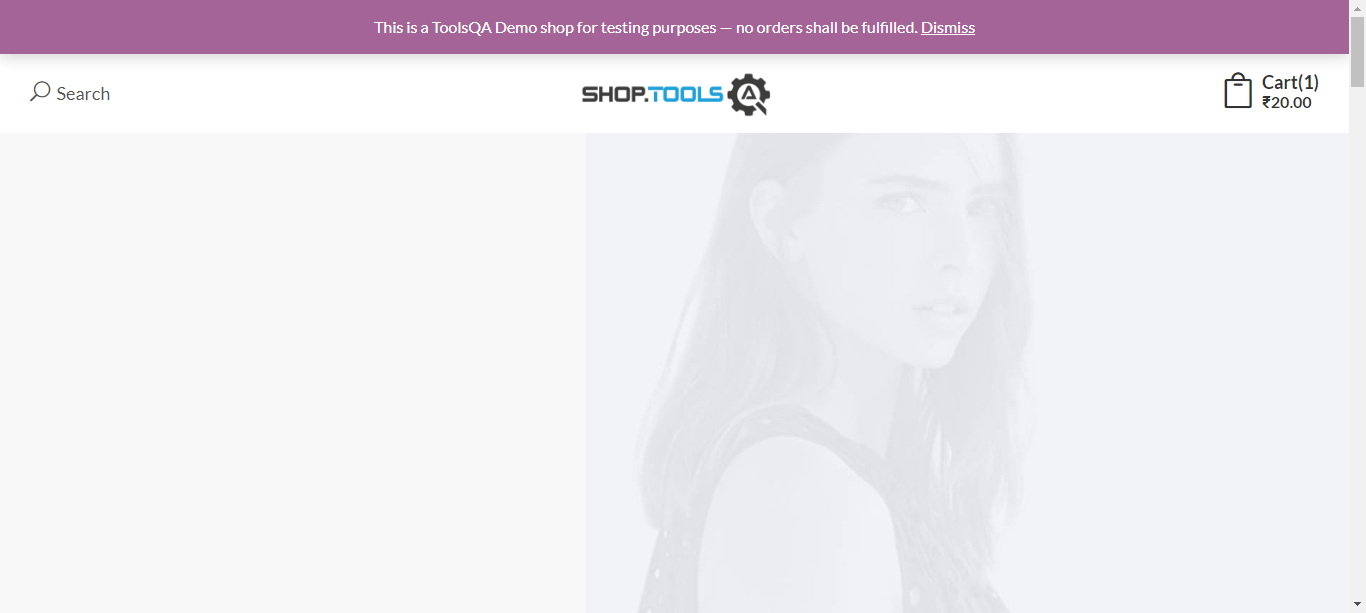 This is a ToolsQA Demo shop for testing purposes — no orders shall be fulfilled. Dismiss
Search
SHOP.TOOLS
Cart(1)
₹20.00